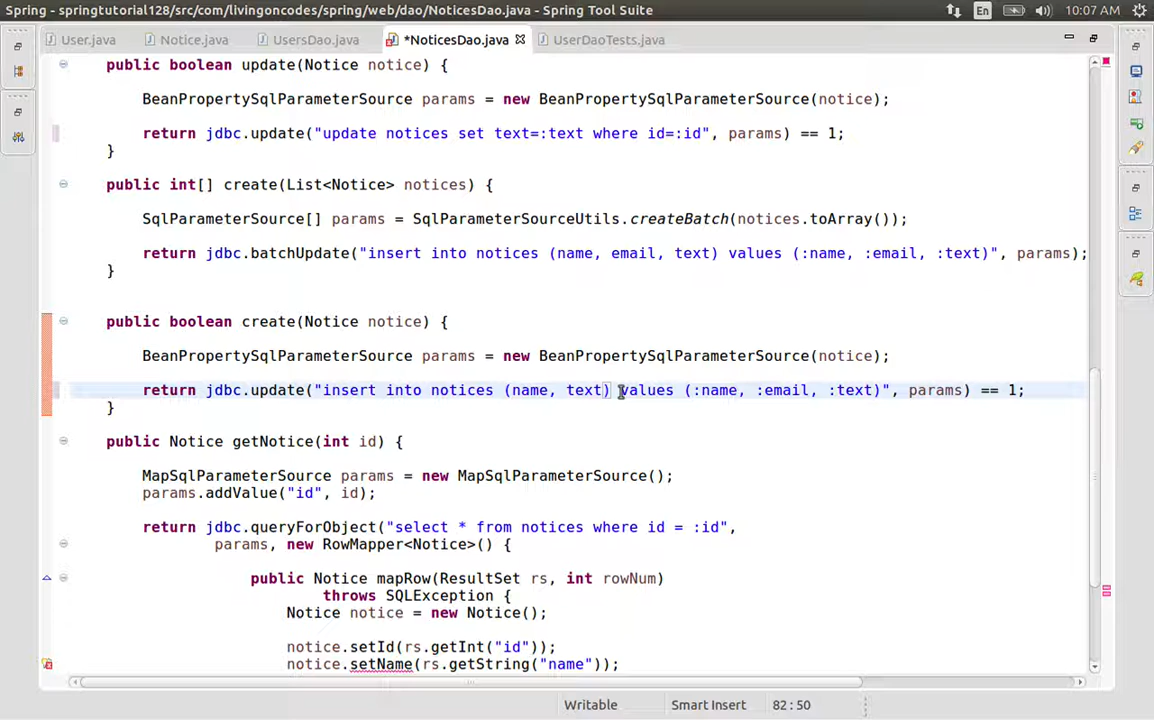 Spring - springtutorial128/src/com/livingoncodes/spring/web/dao/NoticesDao.java - Spring Tool Suite
En
10:07 AM
User.java
Notice.java
UsersDao.java
*NoticesDao.java
UserDaoTests.java
public boolean update(Notice notice) {
BeanPropertySqlParameterSource params = new BeanPropertySqlParameterSource(notice);
return jdbc.update("update notices set text=:text where id=:id", params) == 1;
}
public int[] create(List<Notice> notices) {
SqlParameterSource[] params = SqlParameterSourceUtils.createBatch(notices.toArray());
return jdbc.batchUpdate("insert into notices (name, email, text) values (:name, :email, :text)", params);
}
public boolean create(Notice notice) {
BeanPropertySqlParameterSource params = new BeanPropertySqlParameterSource(notice);
return jdbc.update("insert into notices (name, text) values (:name, :email, :text)", params) == 1;
}
public Notice getNotice(int id) {
MapSqlParameterSource params = new MapSqlParameterSource();
params.addValue("id", id);
return jdbc.queryForObject("select * from notices where id = :id",
params, new RowMapper<Notice>() {
public Notice mapRow(ResultSet rs, int rowNum)
throws SQLException {
Notice notice = new Notice();
notice.setId(rs.getInt("id"));
notice.setName(rs.getString("name"));
Writable
Smart Insert
82 : 50